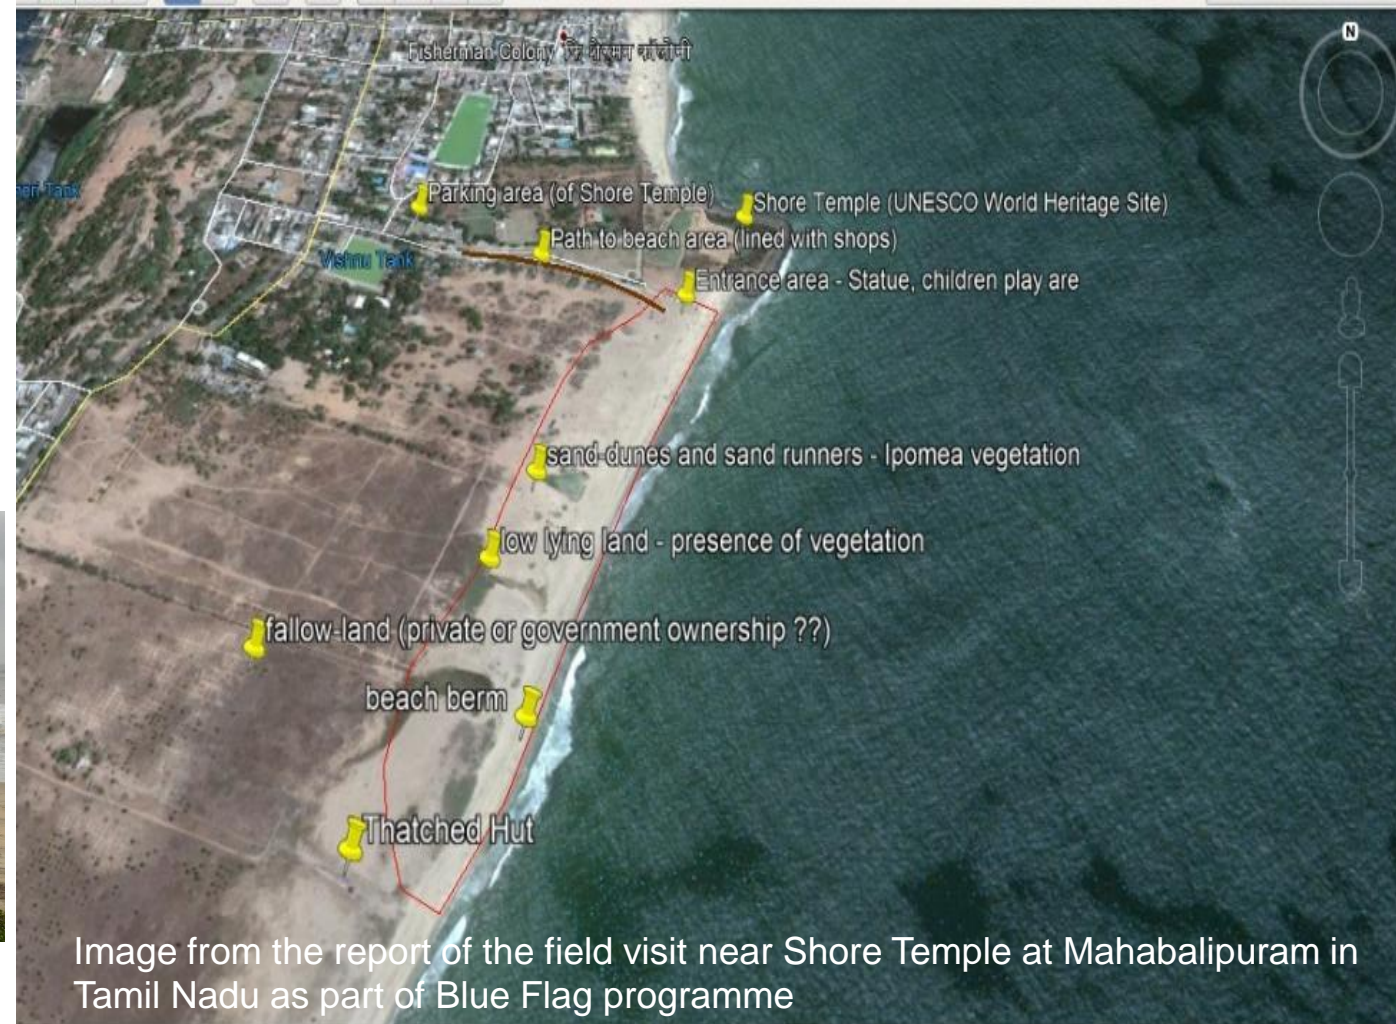 Fisherman Colony फिशेरमन कॉलोनी
Parking area (of Shore Temple)
Shore Temple (UNESCO World Heritage Site)
Path to beach area (lined with shops)
Vishnu Tank
Tank
Entrance area - Statue, children play are
sand-dunes and sand runners - Ipomea vegetation
low lying land - presence of vegetation
fallow-land (private or government ownership ??)
beach berm
Thatched Hut
N
Image from the report of the field visit near Shore Temple at Mahabalipuram in
Tamil Nadu as part of Blue Flag programme